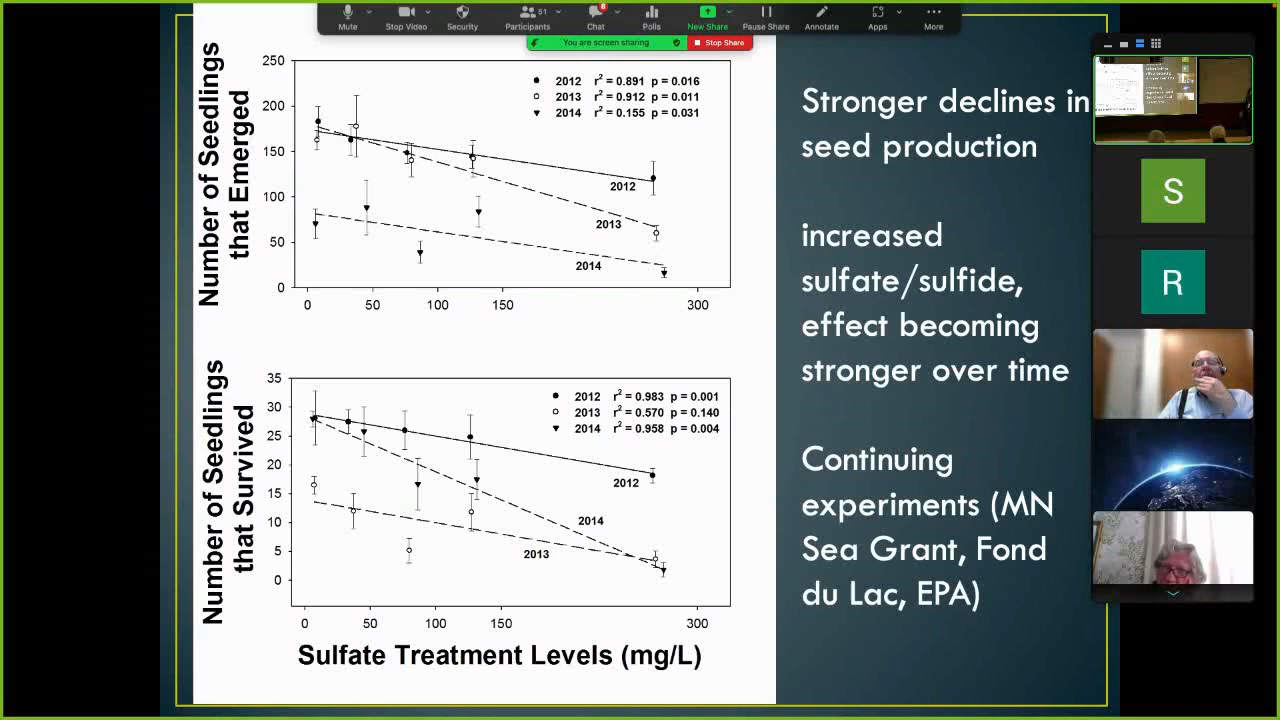 Mute
Stop Video
Security
51
Participants
6
Chat
Polls
New Share
Pause Share
Annotate
Apps
More
You are screen sharing
Stop Share
Number of Seedlings
that Emerged
250
200
150
100
50
0
2012 r² = 0.891 p = 0.016
2013 r² = 0.912 p = 0.011
2014 r² = 0.155 p = 0.031
2012
2013
2014
0 50 100 150 300
Number of Seedlings
that Survived
35
30
25
20
15
10
5
0
2012 r² = 0.983 p = 0.001
2013 r² = 0.570 p = 0.140
2014 r² = 0.958 p = 0.004
2012
2014
2013
0 50 100 150 300
Sulfate Treatment Levels (mg/L)
Stronger declines in
seed production
increased
sulfate/sulfide,
effect becoming
stronger over time
Continuing
experiments (MN
Sea Grant, Fond
du Lac, EPA)
S
R